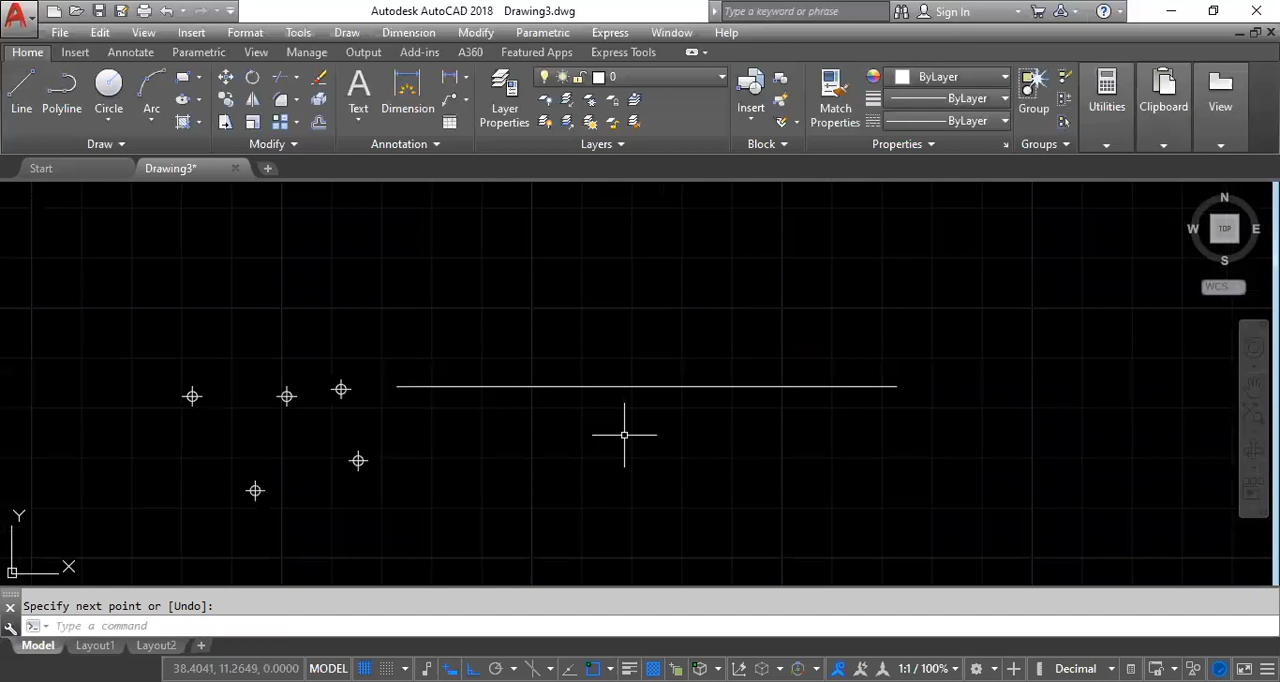 Autodesk AutoCAD 2018 Drawing3.dwg
Type a keyword or phrase
Sign In
File Edit View Insert Format Tools Draw Dimension Modify Parametric Express Window Help
Home Insert Annotate Parametric View Manage Output Add-ins A360 Featured Apps Express Tools
Line Polyline Circle Arc
Text Dimension
Layer Properties
0
Insert
Match Properties
ByLayer
ByLayer
ByLayer
Group
Utilities
Clipboard
View
Draw Modify Annotation Layers Block Properties Groups
Start Drawing3*
N
W TOP E
S
WCS
Y
X
Specify next point or [Undo]:
Type a command
Model Layout1 Layout2
38.4041, 11.2649, 0.0000 MODEL 1:1 / 100% Decimal